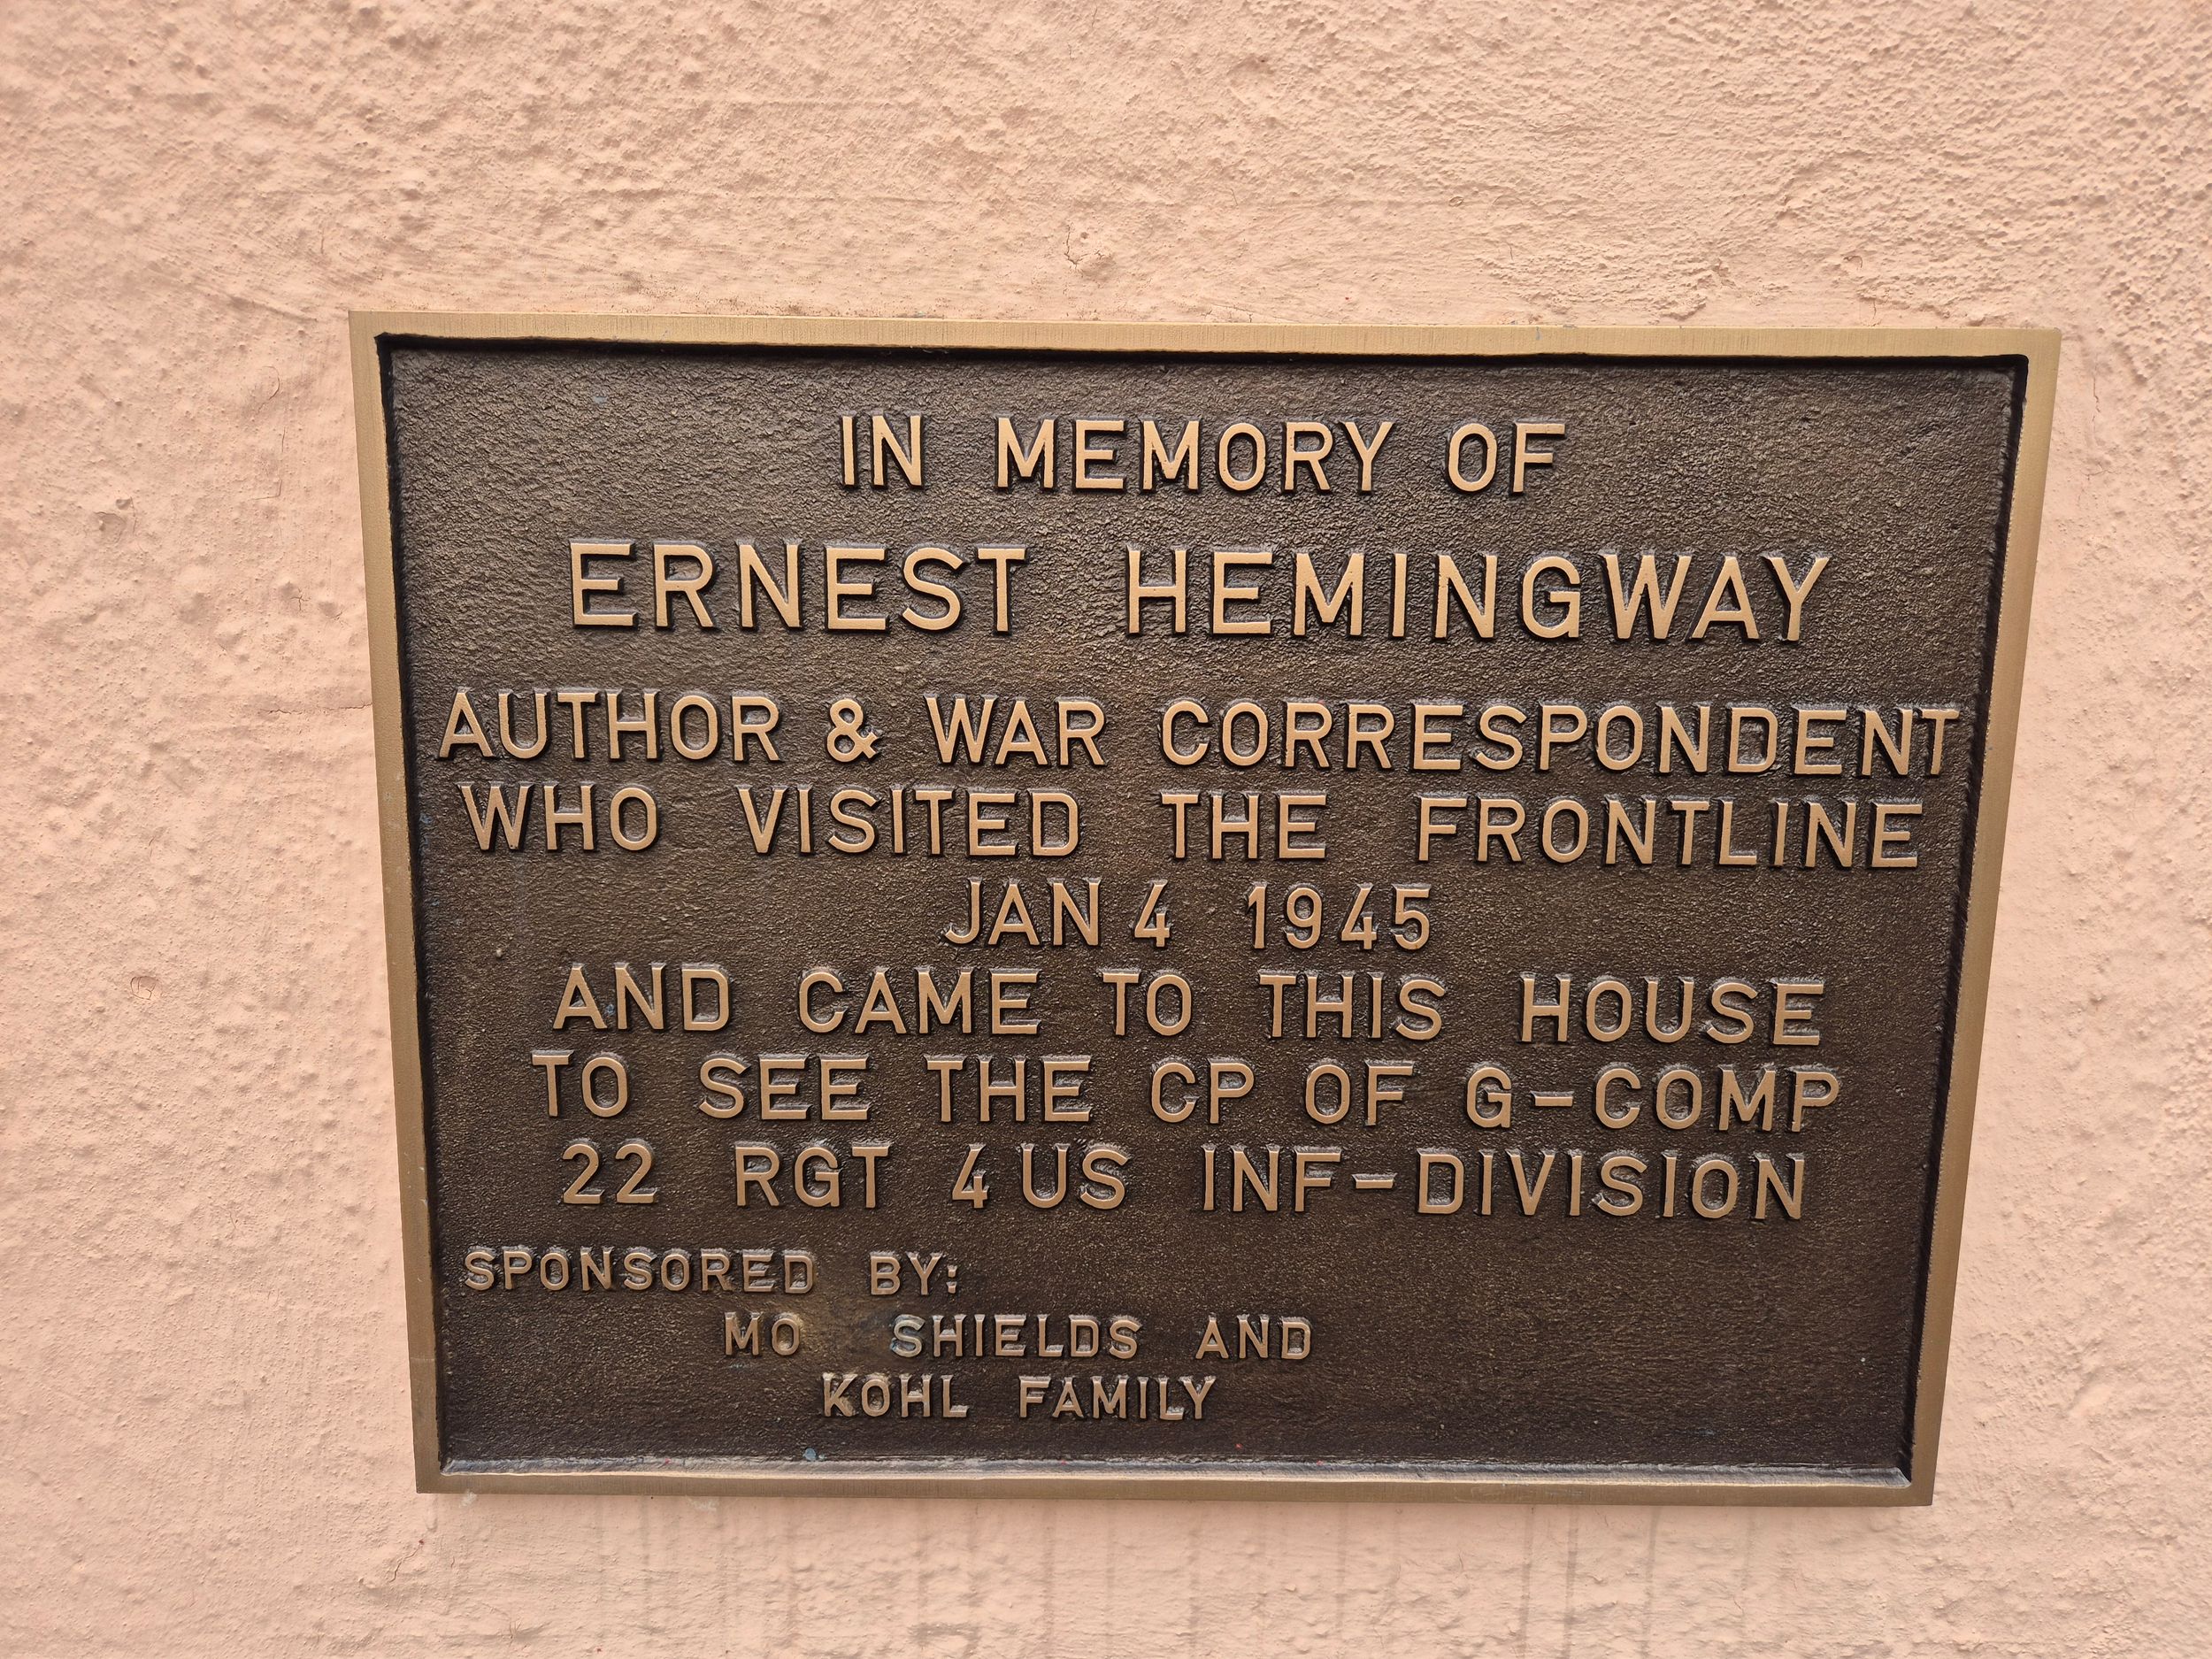 IN MEMORY OF
ERNEST HEMINGWAY
AUTHOR & WAR CORRESPONDENT
WHO VISITED THE FRONTLINE
JAN 4 1945
AND CAME TO THIS HOUSE
TO SEE THE CP OF G-COMP
22 RGT 4 US INF-DIVISION
SPONSORED BY:
MO SHIELDS AND
KOHL FAMILY